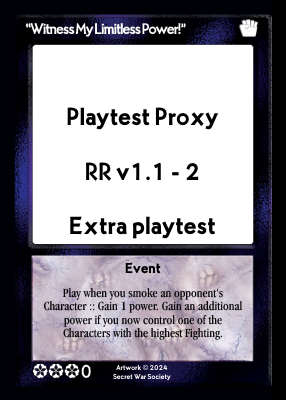 "Witness My Limitless Power!"
Playtest Proxy
RR v1.1 - 2
Extra playtest
Event
Play when you smoke an opponent's
Character :: Gain 1 power. Gain an additional
power if you now control one of the
Characters with the highest Fighting.
0
Artwork © 2024
Secret War Society